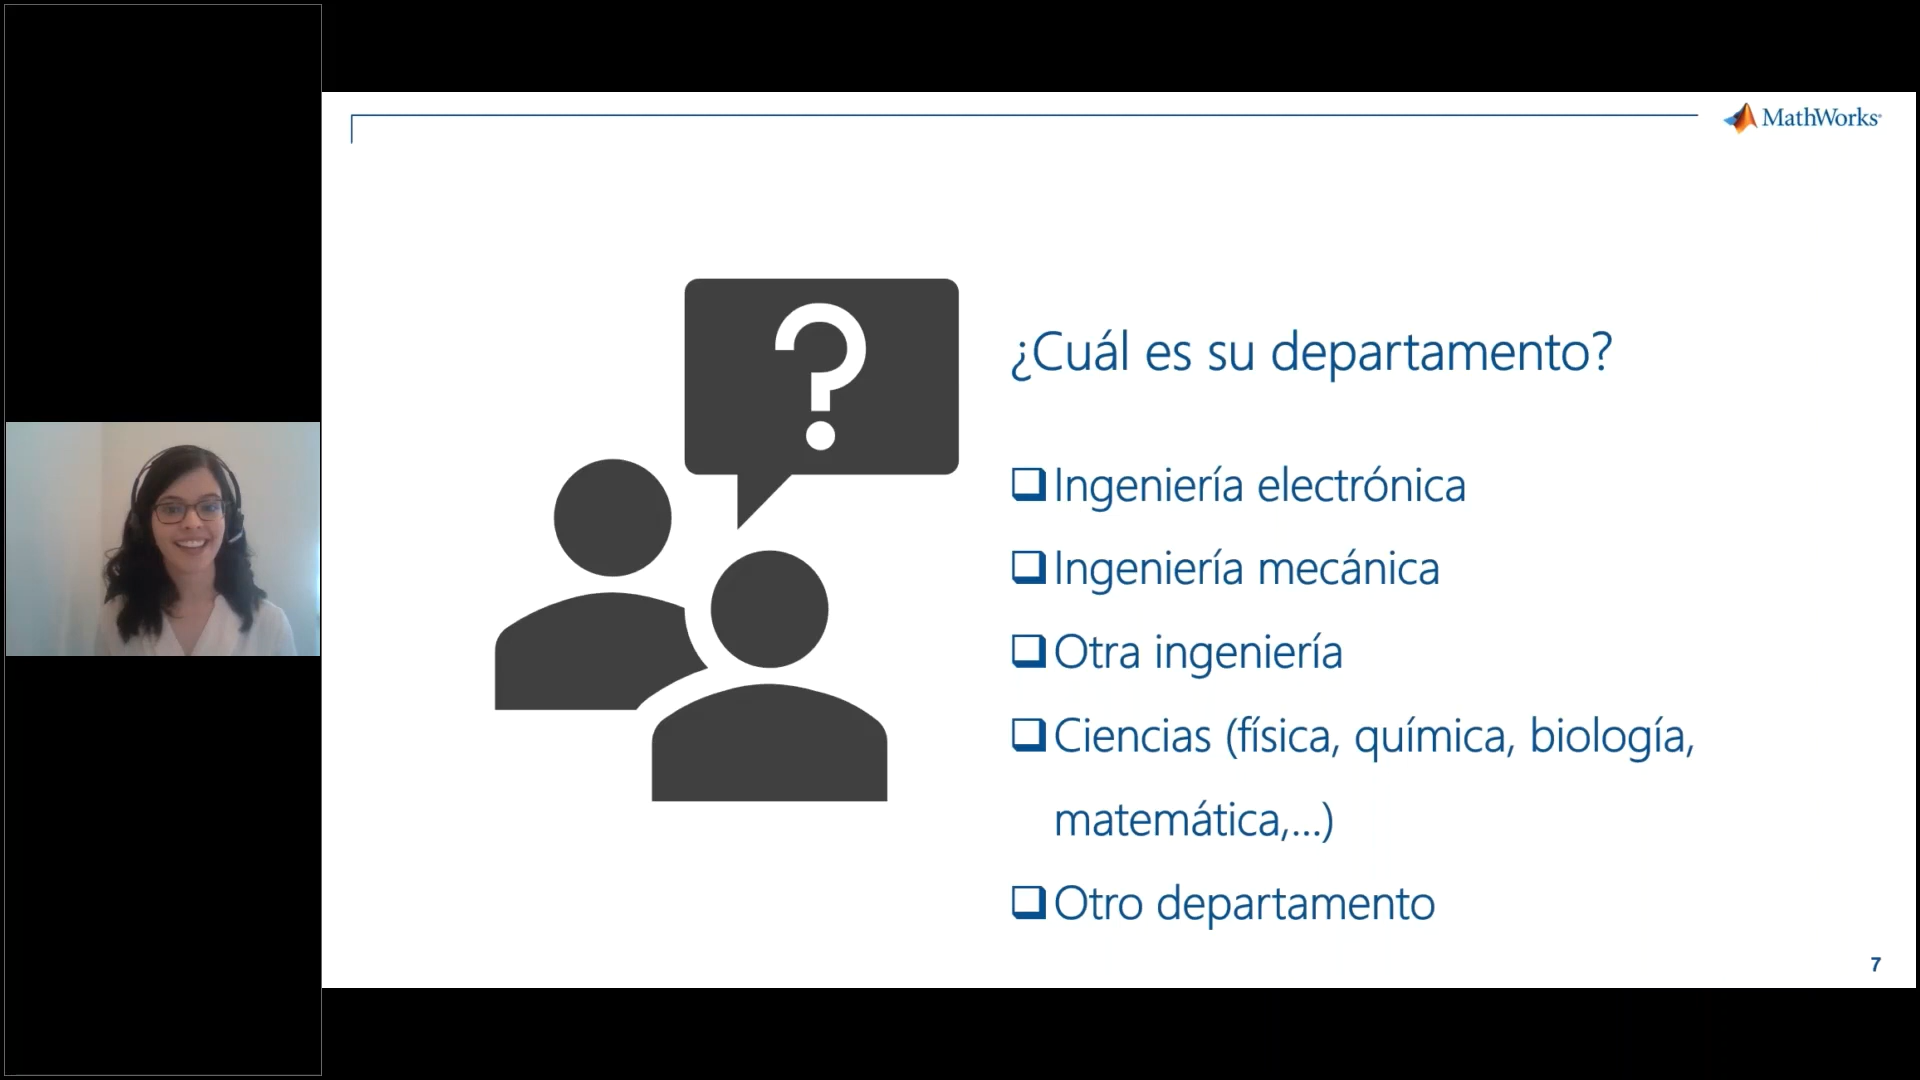 MathWorks®
?
¿Cuál es su departamento?
Ingeniería electrónica
Ingeniería mecánica
Otra ingeniería
Ciencias (física, química, biología,
matemática,...)
Otro departamento
7